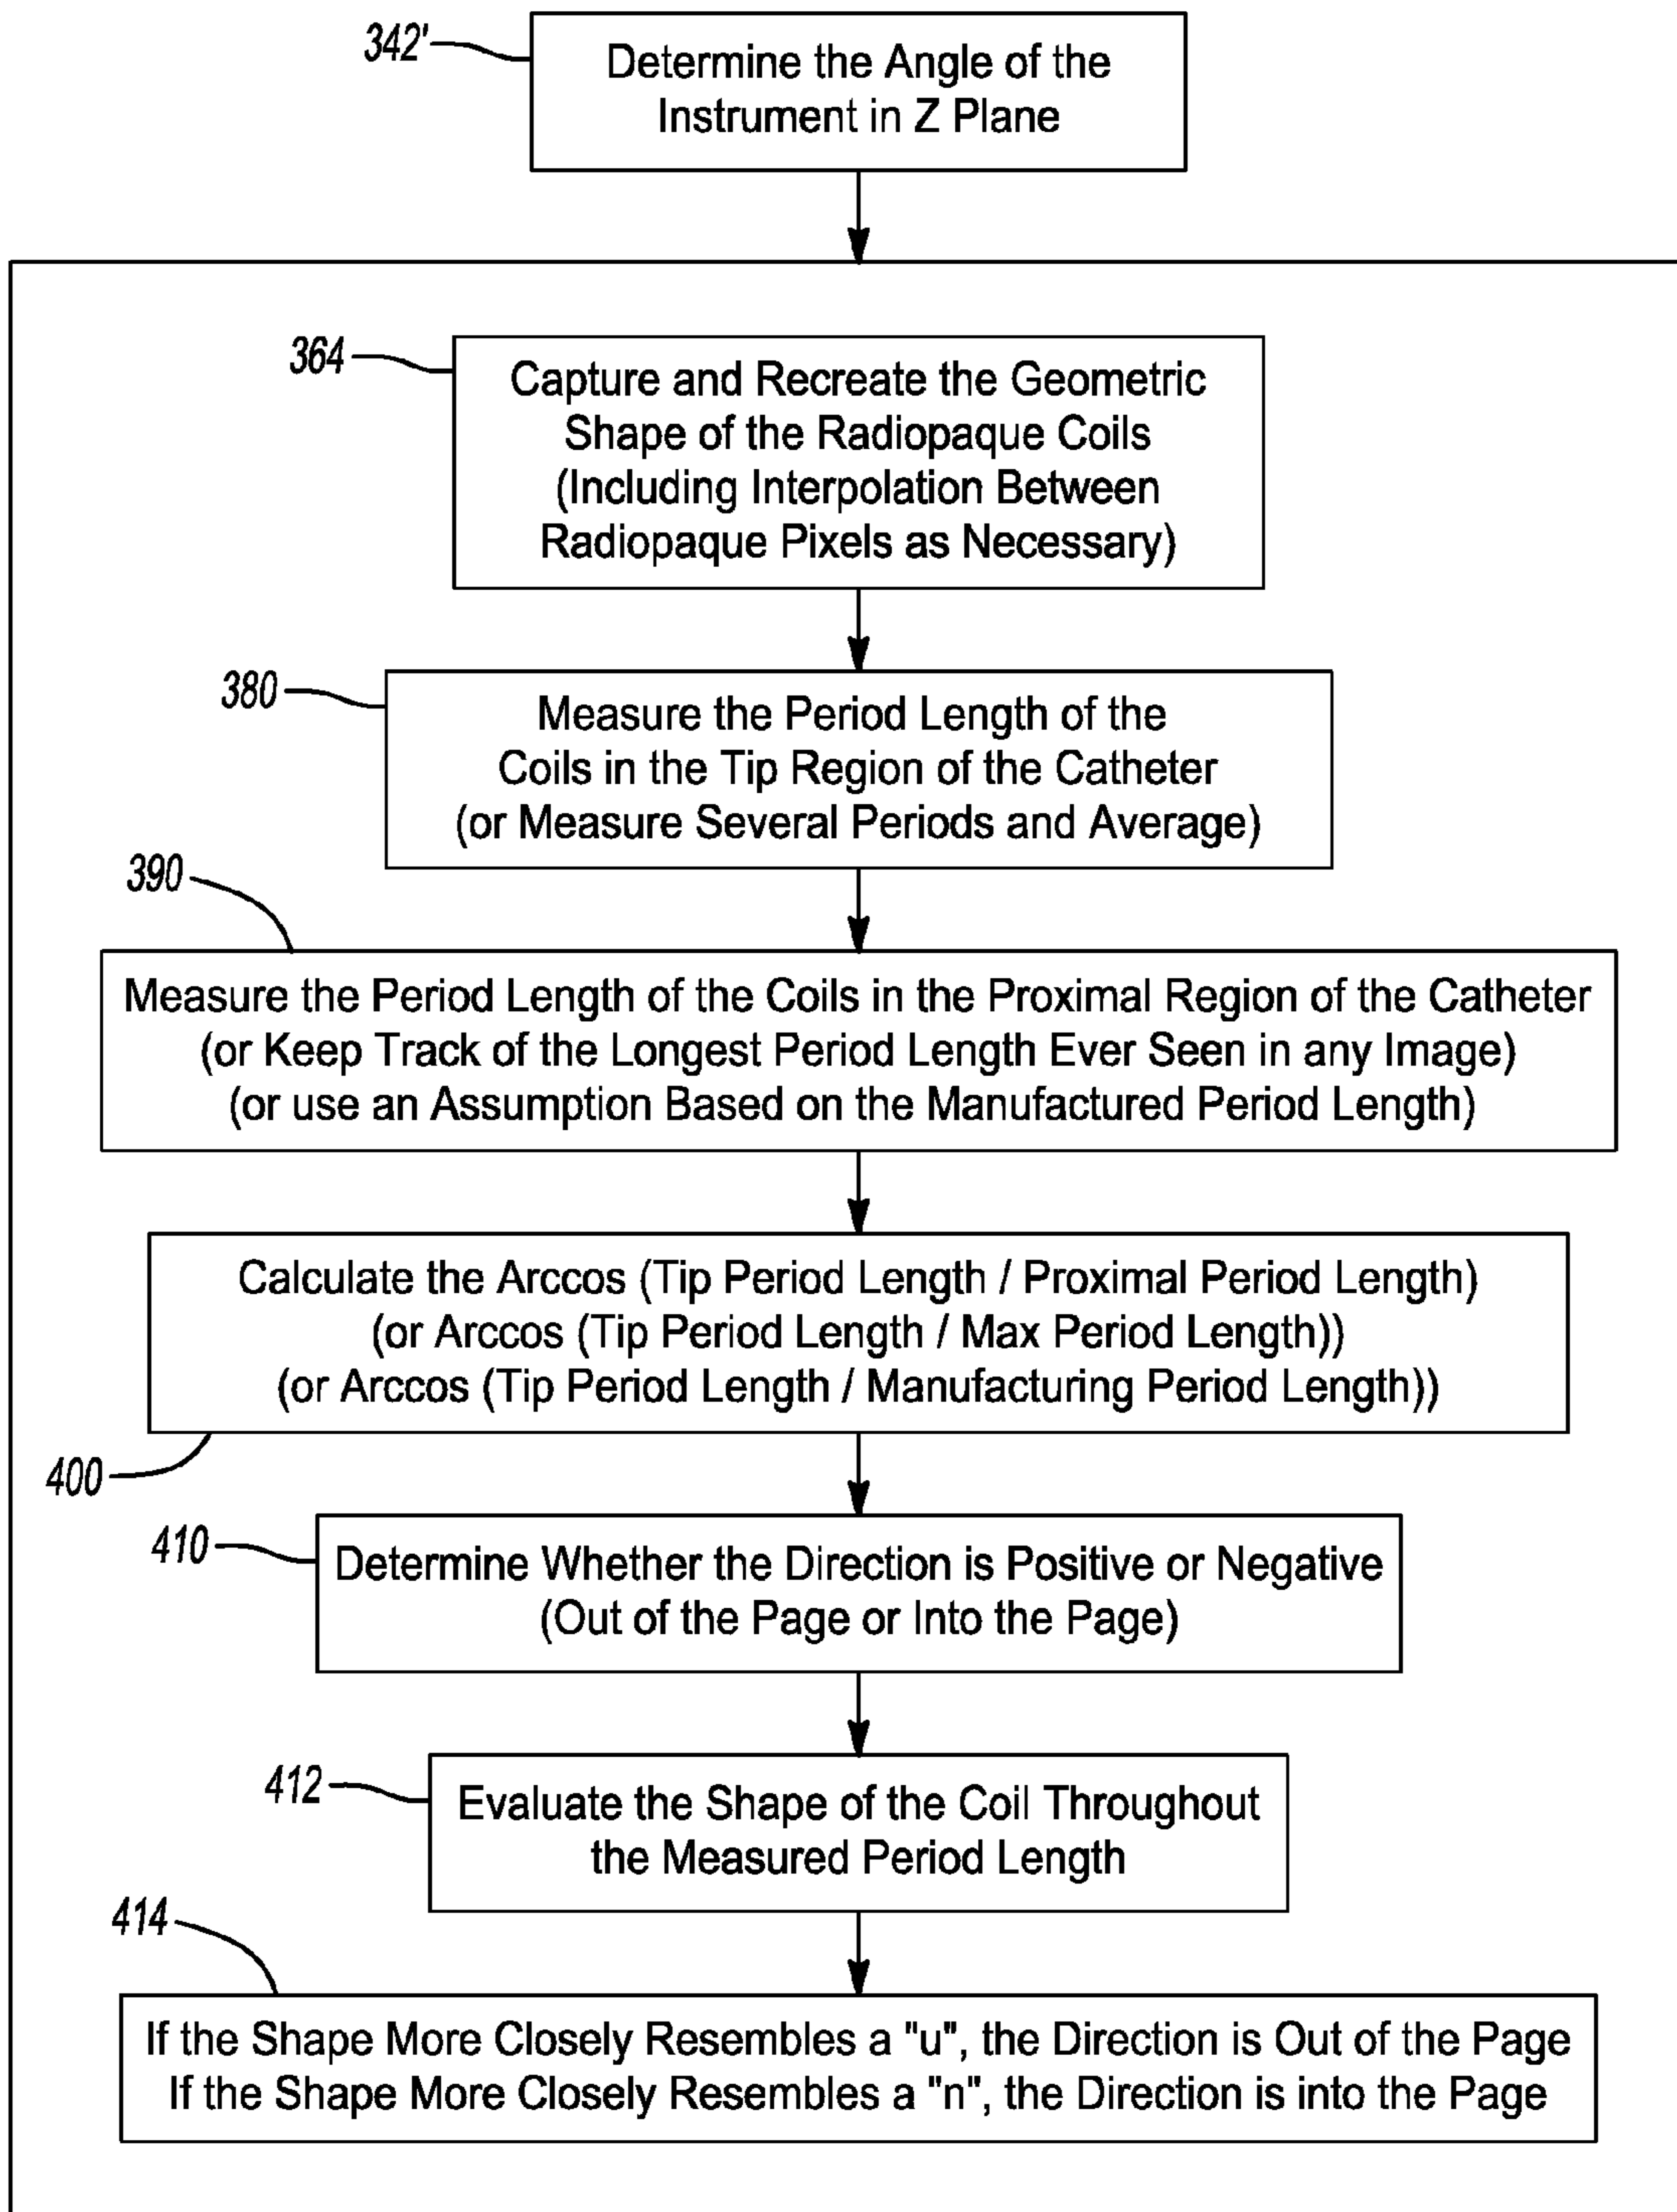 342'
Determine the Angle of the
Instrument in Z Plane
364
Capture and Recreate the Geometric
Shape of the Radiopaque Coils
(Including Interpolation Between
Radiopaque Pixels as Necessary)
380
Measure the Period Length of the
Coils in the Tip Region of the Catheter
(or Measure Several Periods and Average)
390
Measure the Period Length of the Coils in the Proximal Region of the Catheter
(or Keep Track of the Longest Period Length Ever Seen in any Image)
(or use an Assumption Based on the Manufactured Period Length)
Calculate the Arccos (Tip Period Length / Proximal Period Length)
(or Arccos (Tip Period Length / Max Period Length))
(or Arccos (Tip Period Length / Manufacturing Period Length))
400
410
Determine Whether the Direction is Positive or Negative
(Out of the Page or Into the Page)
412
Evaluate the Shape of the Coil Throughout
the Measured Period Length
414
If the Shape More Closely Resembles a "u", the Direction is Out of the Page
If the Shape More Closely Resembles a "n", the Direction is into the Page